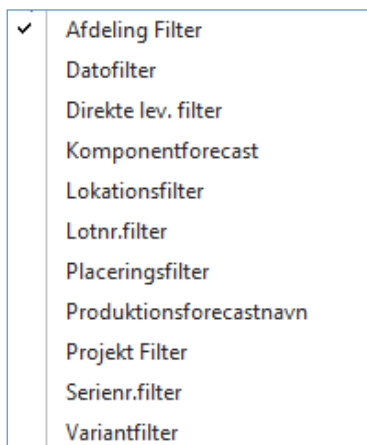 Afdeling Filter
Datofilter
Direkte lev. filter
Komponentforecast
Lokationsfilter
Lotnr.filter
Placeringsfilter
Produktionsforecastnavn
Projekt Filter
Serienr.filter
Variantfilter